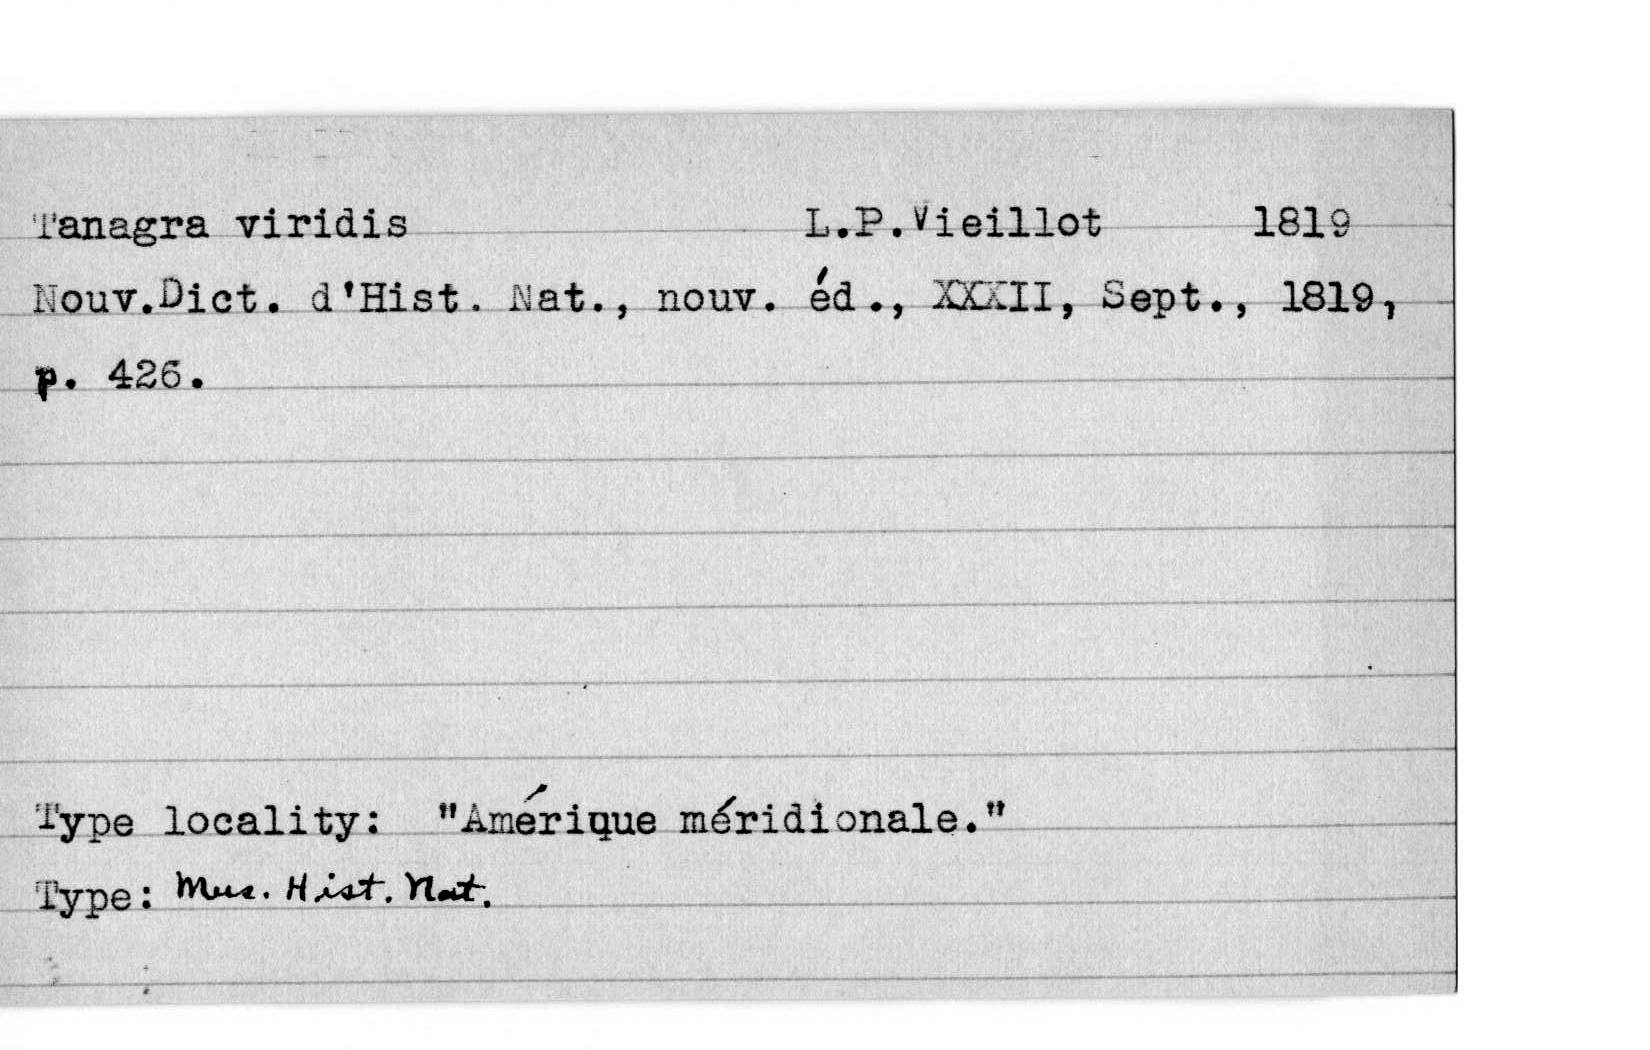 Tanagra viridis L.P.Vieillot 1819
Nouv.Dict. d'Hist. Nat., nouv. éd., XXXII, Sept., 1819,
p. 426.
Type locality: "Amérique méridionale."
Type: Mus. Hist. Nat.